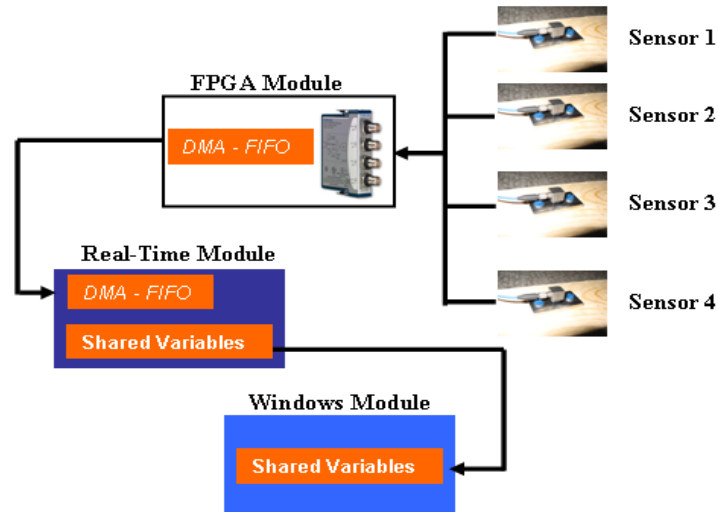 Sensor 1
FPGA Module
Sensor 2
DMA - FIFO
Sensor 3
Real-Time Module
DMA - FIFO
Sensor 4
Shared Variables
Windows Module
Shared Variables